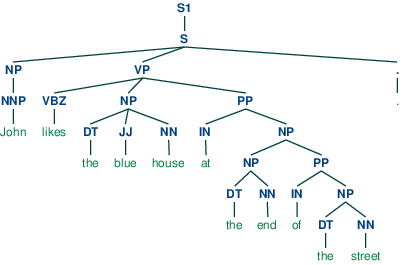 S1
S
NP VP .
NNP VBZ NP PP
John likes DT JJ NN IN NP
the blue house at NP PP
DT NN IN NP
the end of DT NN
the street